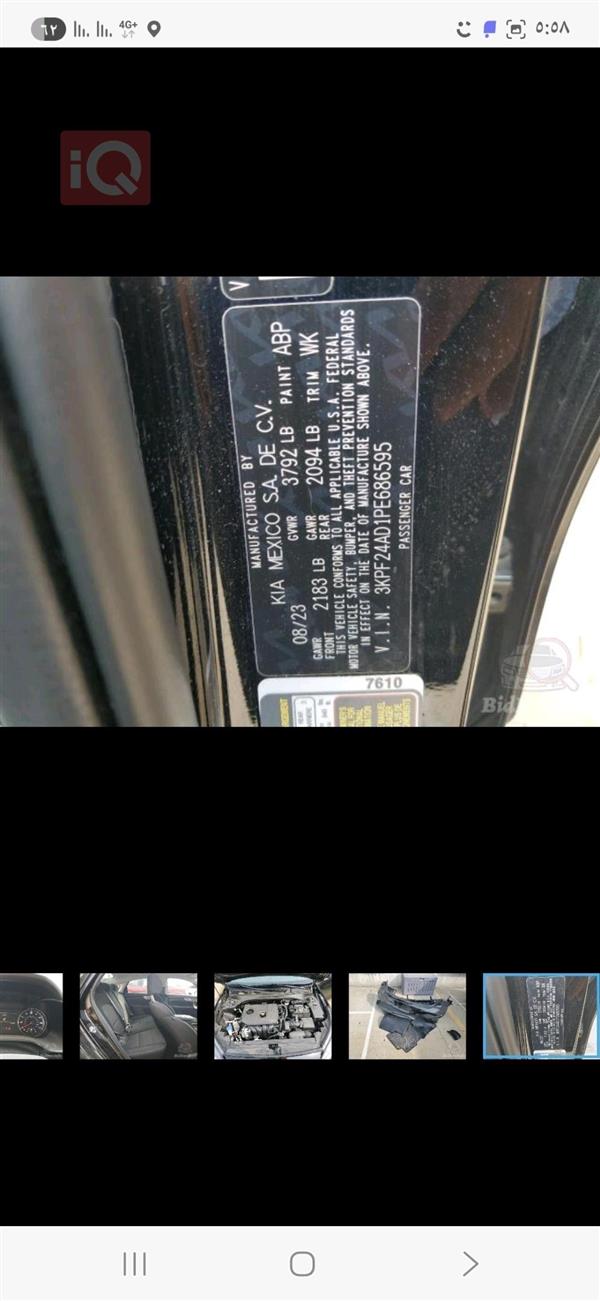 ٦٢
4G+
٥:٥٨
iQ
V
MANUFACTURED BY
KIA MEXICO S.A. DE C.V.
08/23 GVWR 3792 LB PAINT ABP
GAWR FRONT 2183 LB GAWR REAR 2094 LB TRIM WK
THIS VEHICLE CONFORMS TO ALL APPLICABLE U.S.A. FEDERAL
MOTOR VEHICLE SAFETY, BUMPER, AND THEFT PREVENTION STANDARDS
IN EFFECT ON THE DATE OF MANUFACTURE SHOWN ABOVE.
V.I.N. 3KPF24AD1PE686595
PASSENGER CAR
7610